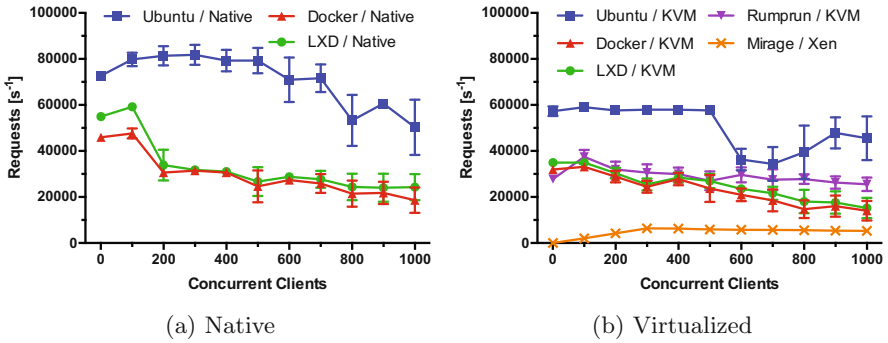 Ubuntu / Native
Docker / Native
LXD / Native
Requests [s⁻¹]
100000
80000
60000
40000
20000
0
0 200 400 600 800 1000
Concurrent Clients
(a) Native
Ubuntu / KVM
Rumprun / KVM
Docker / KVM
Mirage / Xen
LXD / KVM
Requests [s⁻¹]
100000
80000
60000
40000
20000
0
0 200 400 600 800 1000
Concurrent Clients
(b) Virtualized